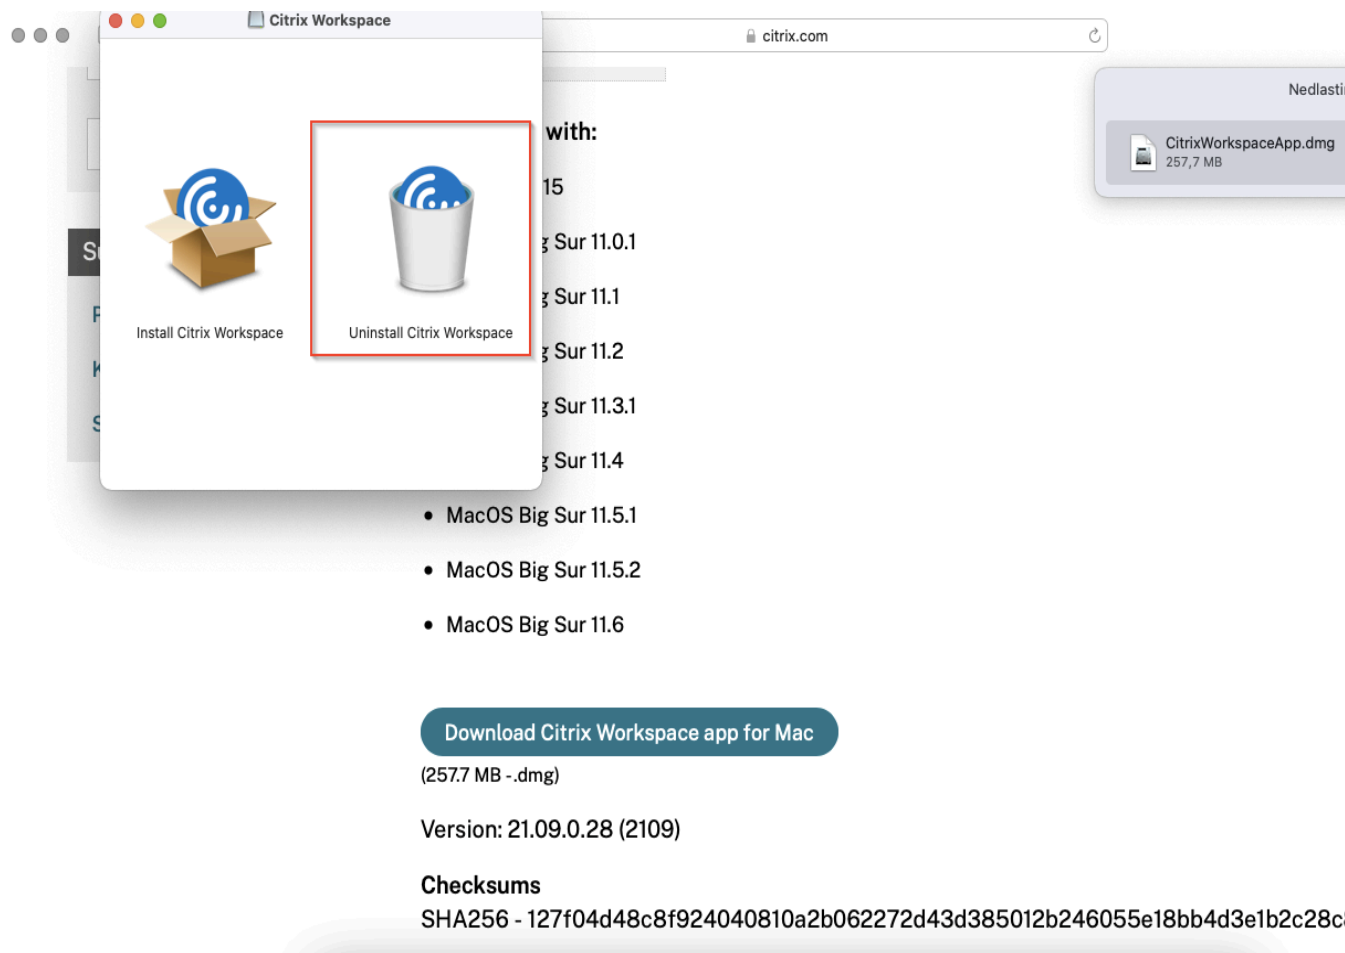 Citrix Workspace
citrix.com
with:
15
Sur 11.0.1
Sur 11.1
Sur 11.2
Sur 11.3.1
Sur 11.4
Install Citrix Workspace
Uninstall Citrix Workspace
CitrixWorkspaceApp.dmg
257,7 MB
• MacOS Big Sur 11.5.1
• MacOS Big Sur 11.5.2
• MacOS Big Sur 11.6
Download Citrix Workspace app for Mac
(257.7 MB - .dmg)
Version: 21.09.0.28 (2109)
Checksums
SHA256 - 127f04d48c8f924040810a2b062272d43d385012b246055e18bb4d3e1b2c28c